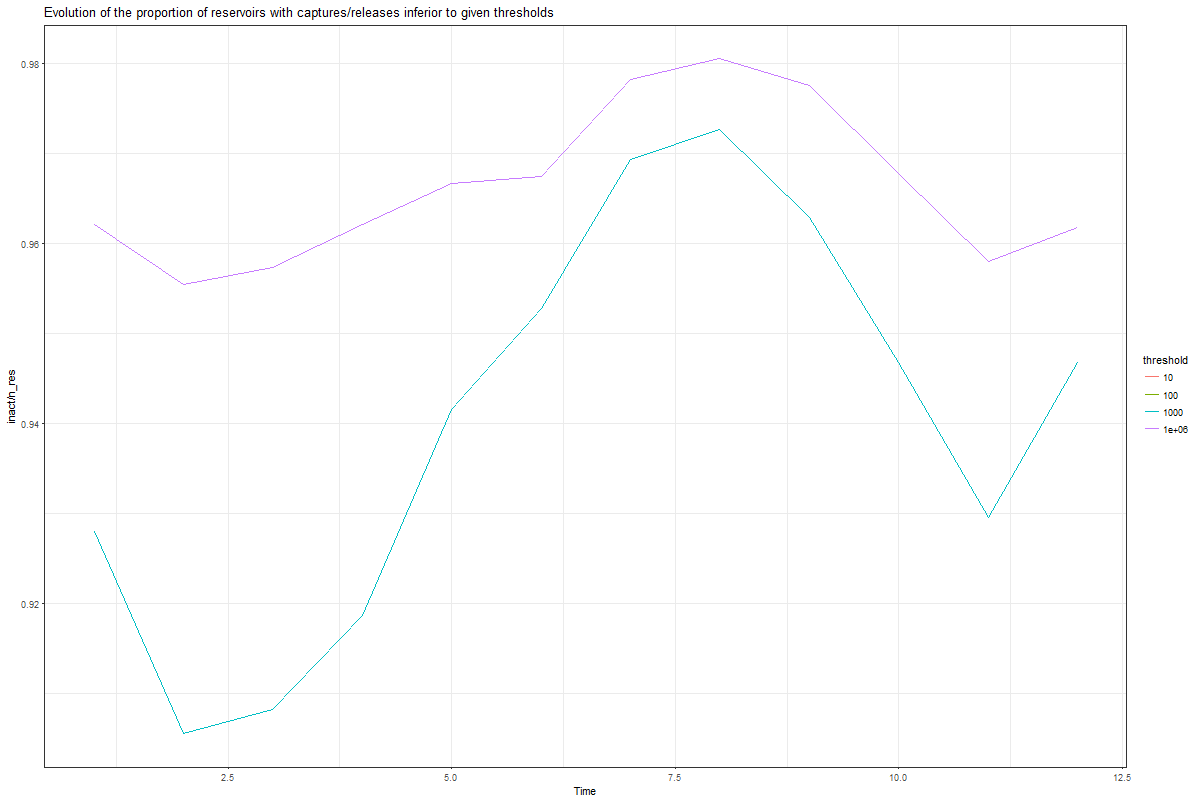 Evolution of the proportion of reservoirs with captures/releases inferior to given thresholds
0.98
0.96
0.94
0.92
inact/n_res
2.5
5.0
7.5
10.0
12.5
Time
threshold
10
100
1000
1e+06